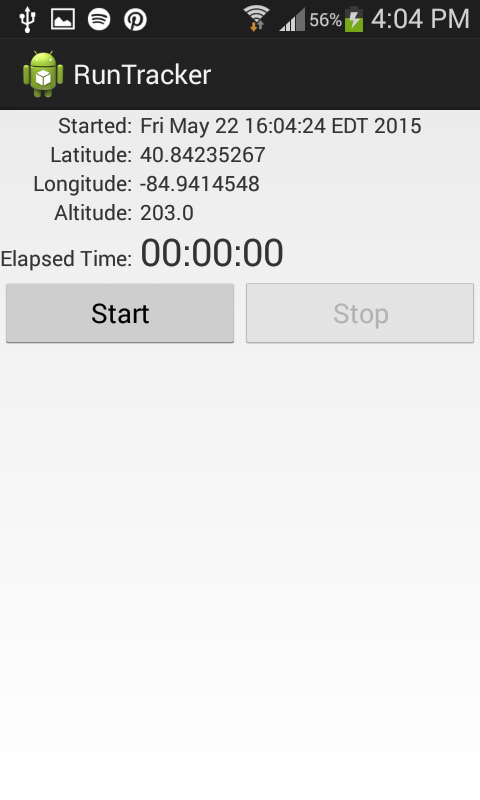 56% 4:04 PM
RunTracker
Started: Fri May 22 16:04:24 EDT 2015
Latitude: 40.84235267
Longitude: -84.9414548
Altitude: 203.0
Elapsed Time: 00:00:00
Start Stop